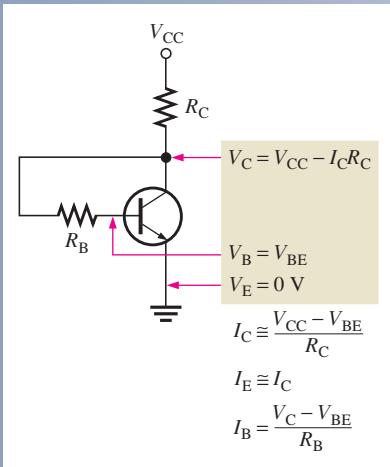 V_CC
R_C
V_C = V_CC − I_C R_C
R_B
V_B = V_BE
V_E = 0 V
I_C ≅ (V_CC − V_BE) / R_C
I_E ≅ I_C
I_B = (V_C − V_BE) / R_B